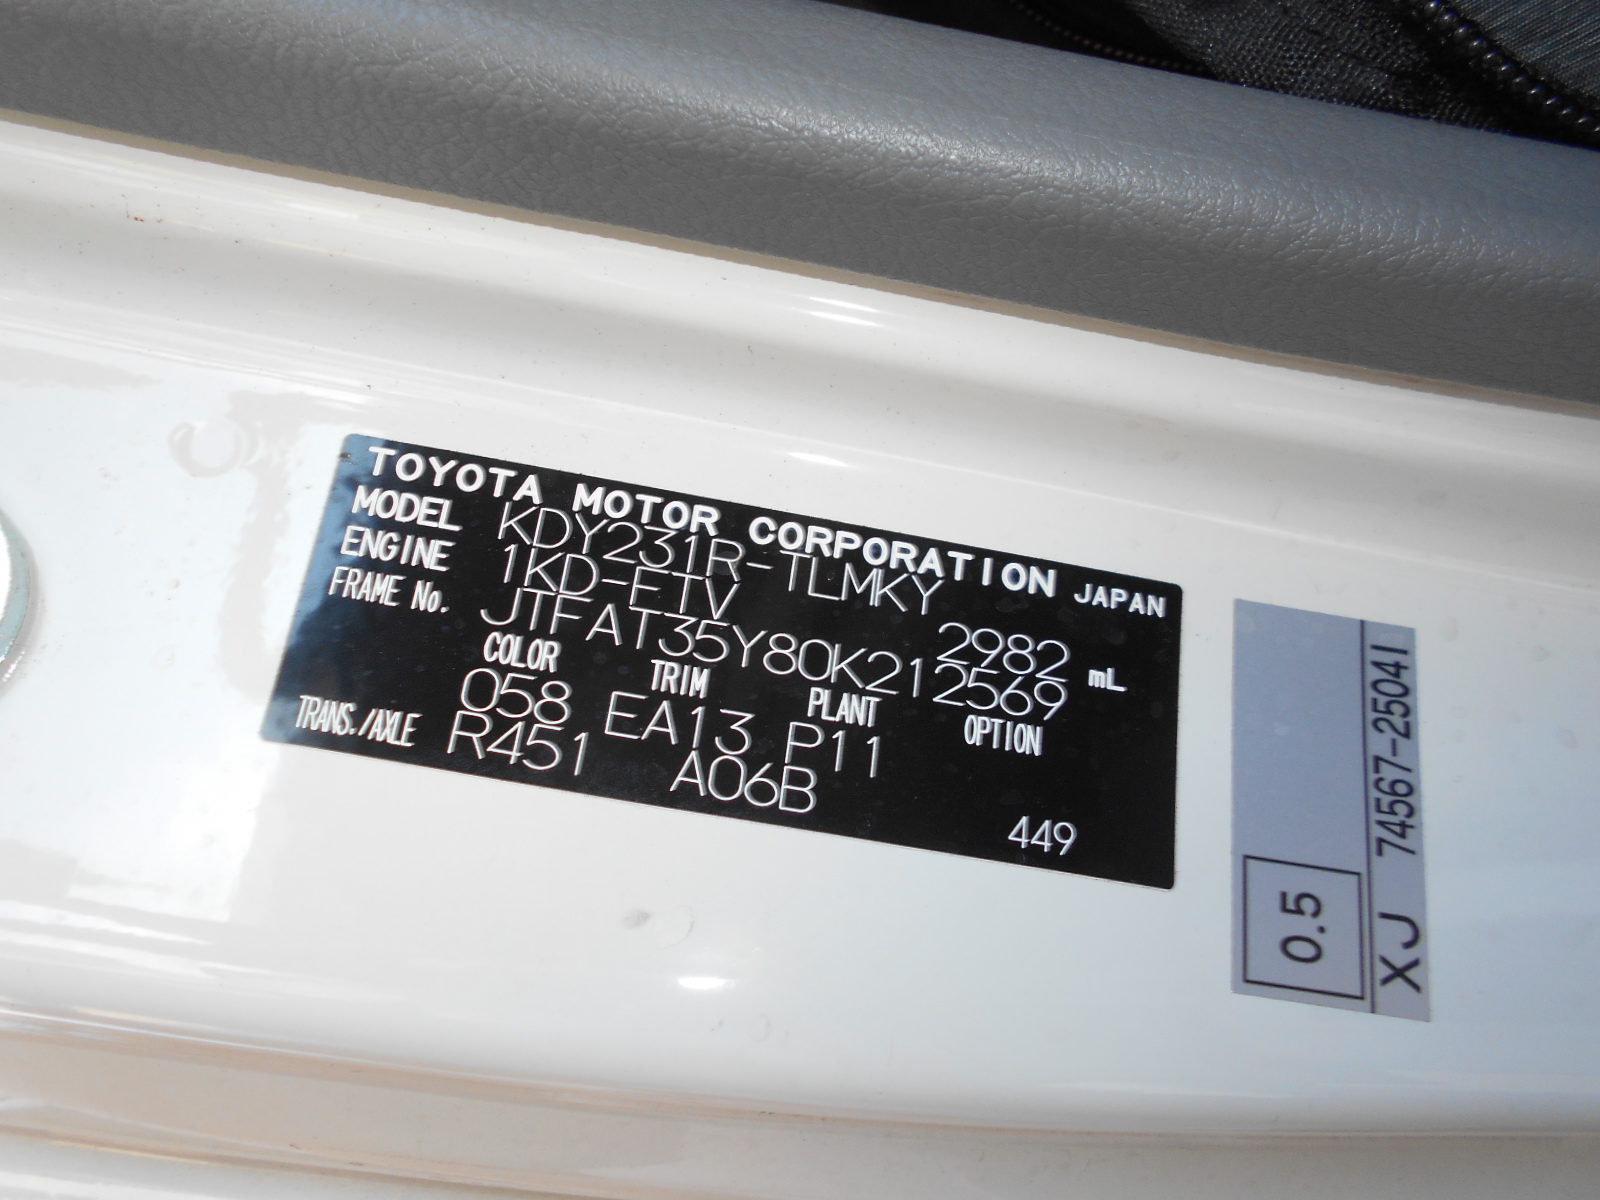 TOYOTA MOTOR CORPORATION JAPAN
MODEL KDY231R-TLMKY
ENGINE 1KD-FTV 2982 mL
FRAME No. JTFAT35Y80K212569
COLOR TRIM PLANT OPTION
058 EA13 P11
TRANS./AXLE R451 A06B
449
0.5
XJ 74567-25041